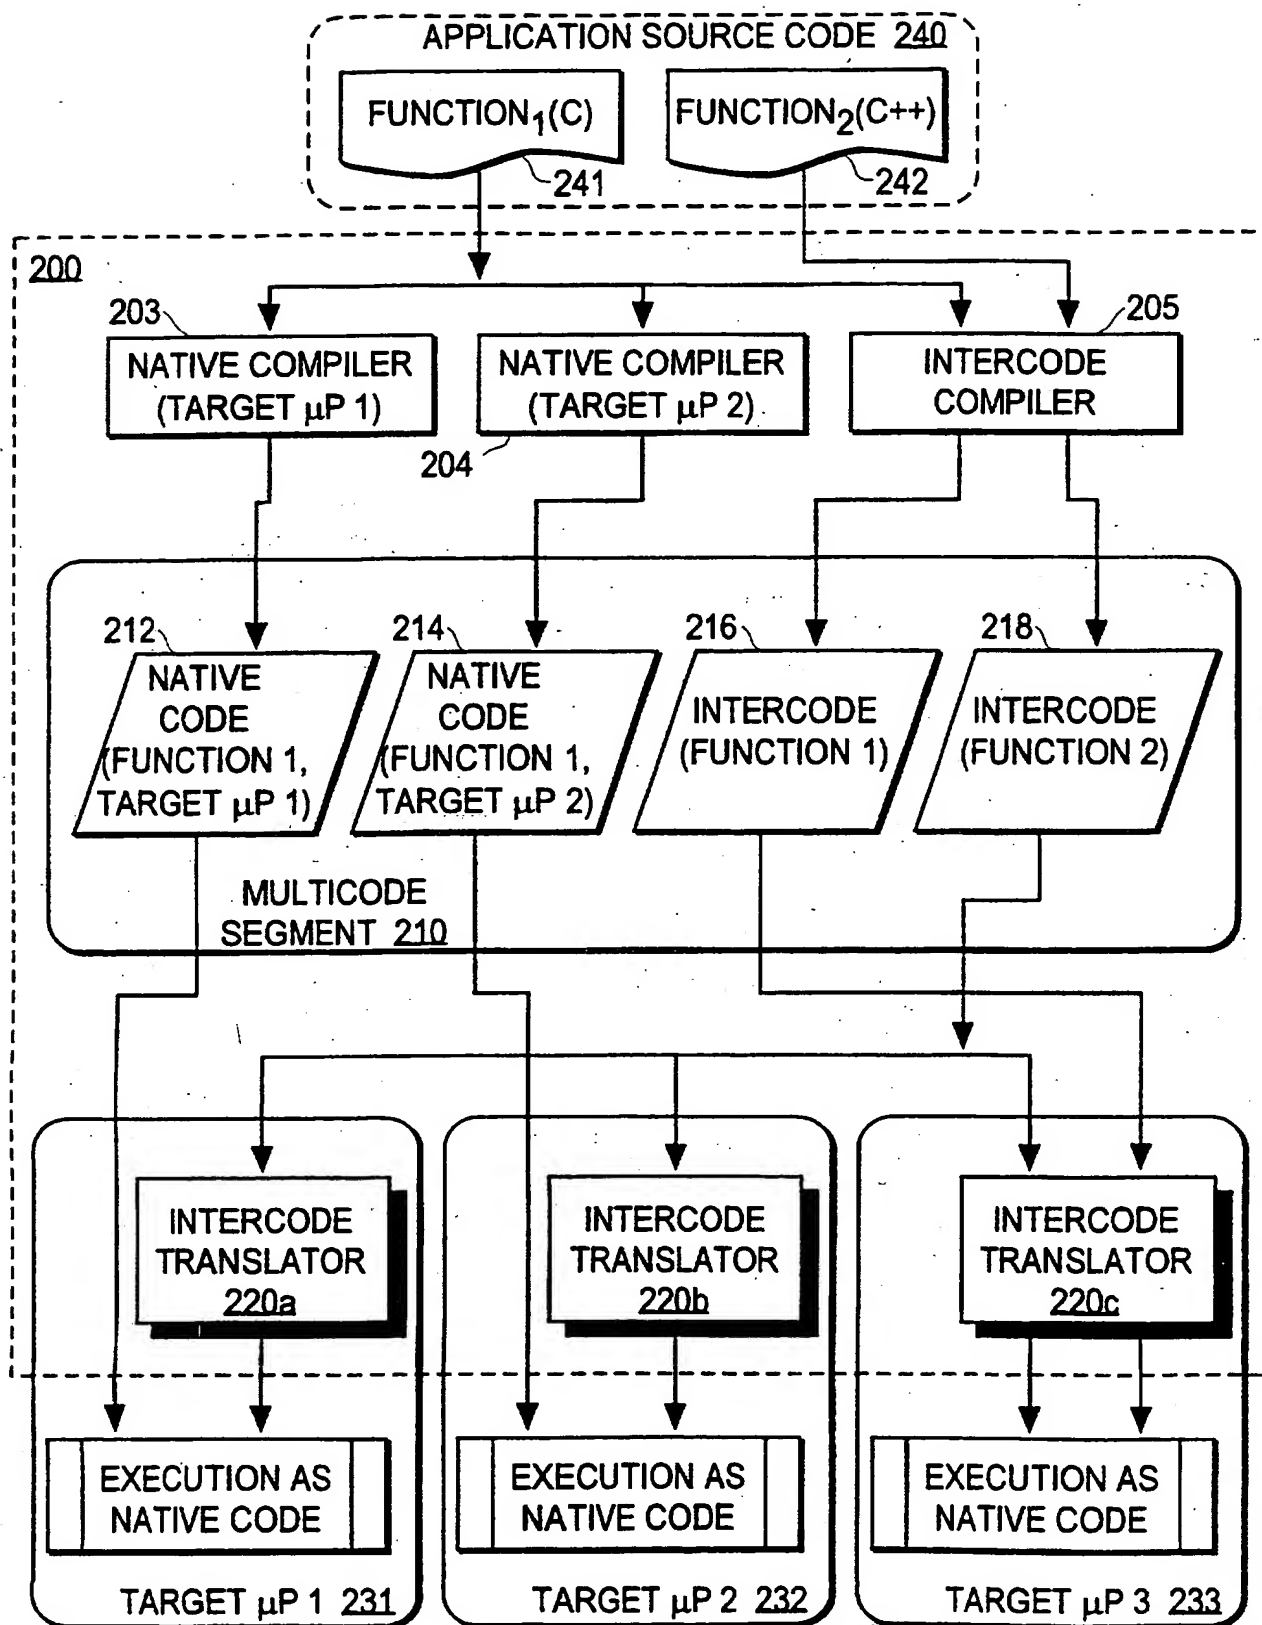 APPLICATION SOURCE CODE 240
FUNCTION1(C)
FUNCTION2(C++)
241
242
200
203
205
NATIVE COMPILER
(TARGET µP 1)
NATIVE COMPILER
(TARGET µP 2)
INTERCODE
COMPILER
204
212
214
216
218
NATIVE
CODE
(FUNCTION 1,
TARGET µP 1)
NATIVE
CODE
(FUNCTION 1,
TARGET µP 2)
INTERCODE
(FUNCTION 1)
INTERCODE
(FUNCTION 2)
MULTICODE
SEGMENT 210
INTERCODE
TRANSLATOR
220a
INTERCODE
TRANSLATOR
220b
INTERCODE
TRANSLATOR
220c
EXECUTION AS
NATIVE CODE
EXECUTION AS
NATIVE CODE
EXECUTION AS
NATIVE CODE
TARGET µP 1 231
TARGET µP 2 232
TARGET µP 3 233